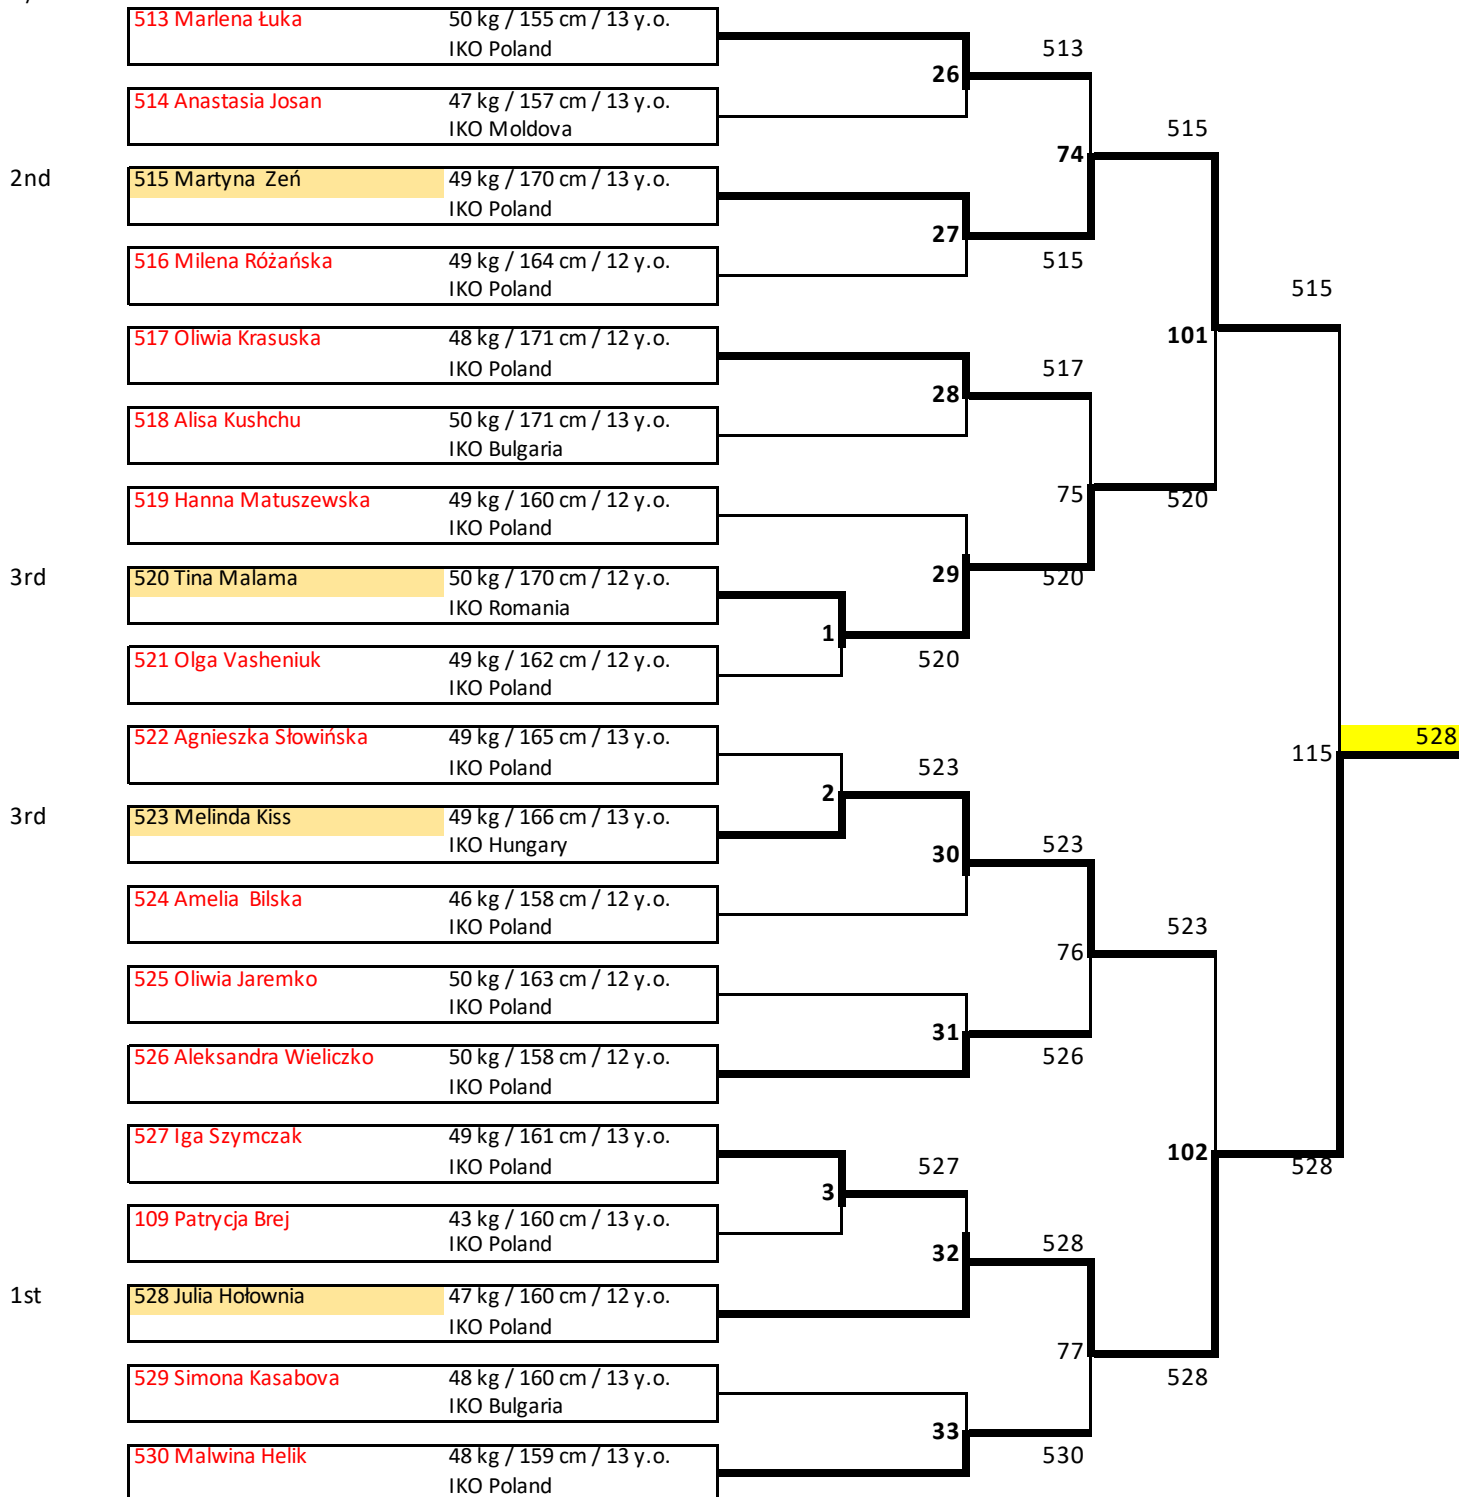 513 Marlena Łuka 50 kg / 155 cm / 13 y.o.
IKO Poland
513
26
514 Anastasia Josan 47 kg / 157 cm / 13 y.o.
IKO Moldova
515
74
2nd 515 Martyna Zeń 49 kg / 170 cm / 13 y.o.
IKO Poland
27
515
516 Milena Różańska 49 kg / 164 cm / 12 y.o.
IKO Poland
515
517 Oliwia Krasuska 48 kg / 171 cm / 12 y.o.
101
IKO Poland
517
28
518 Alisa Kushchu 50 kg / 171 cm / 13 y.o.
IKO Bulgaria
519 Hanna Matuszewska 49 kg / 160 cm / 12 y.o.
75
520
IKO Poland
29
3rd 520 Tina Malama 50 kg / 170 cm / 12 y.o.
520
IKO Romania
1
521 Olga Vasheniuk 49 kg / 162 cm / 12 y.o.
520
IKO Poland
522 Agnieszka Słowińska 49 kg / 165 cm / 13 y.o.
528
115
IKO Poland
523
2
3rd 523 Melinda Kiss 49 kg / 166 cm / 13 y.o.
IKO Hungary
523
30
524 Amelia Bilska 46 kg / 158 cm / 12 y.o.
IKO Poland
523
76
525 Oliwia Jaremko 50 kg / 163 cm / 12 y.o.
IKO Poland
31
526 Aleksandra Wieliczko 50 kg / 158 cm / 12 y.o.
526
IKO Poland
527 Iga Szymczak 49 kg / 161 cm / 13 y.o.
102
IKO Poland
527
528
3
109 Patrycja Brej 43 kg / 160 cm / 13 y.o.
IKO Poland
528
32
1st 528 Julia Hołownia 47 kg / 160 cm / 12 y.o.
IKO Poland
77
529 Simona Kasabova 48 kg / 160 cm / 13 y.o.
528
IKO Bulgaria
33
530 Malwina Helik 48 kg / 159 cm / 13 y.o.
530
IKO Poland